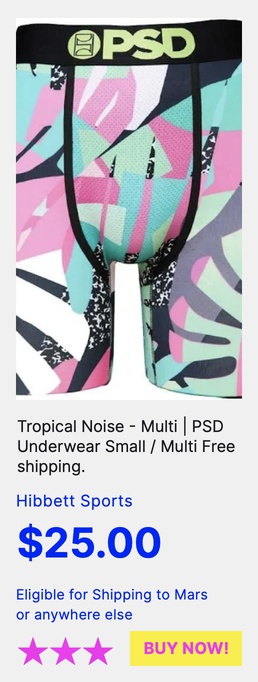 PSD
Tropical Noise - Multi | PSD
Underwear Small / Multi Free
shipping.
Hibbett Sports
$25.00
Eligible for Shipping to Mars
or anywhere else
BUY NOW!